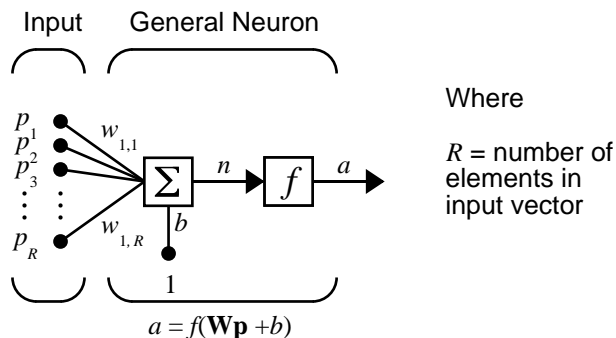 Input General Neuron
p1
p2
p3
w1,1
Σ n f a
pR
w1, R
b
1
a = f(Wp +b)
Where
R = number of
elements in
input vector